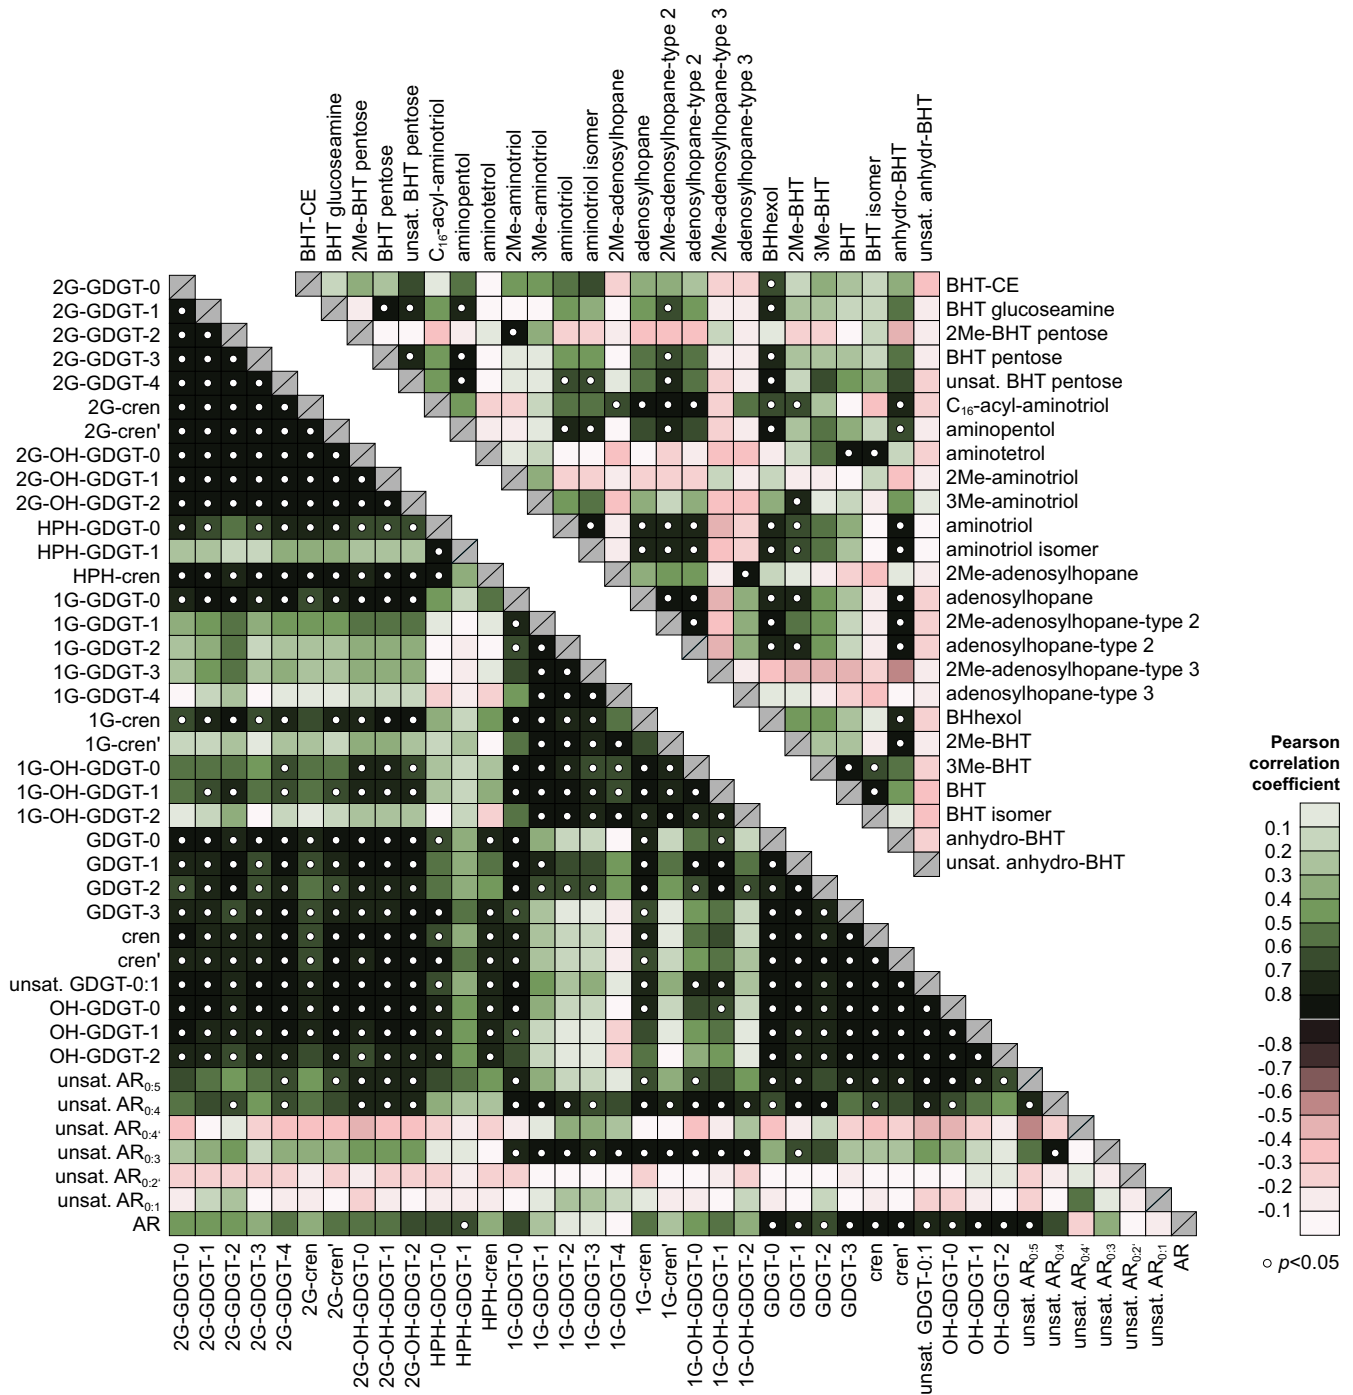 BHT-CE
BHT glucoseamine
2Me-BHT pentose
BHT pentose
unsat. BHT pentose
C₁₆-acyl-aminotriol
aminopentol
aminotetrol
2Me-aminotriol
3Me-aminotriol
aminotriol
aminotriol isomer
2Me-adenosylhopane
adenosylhopane
2Me-adenosylhopane-type 2
adenosylhopane-type 2
2Me-adenosylhopane-type 3
adenosylhopane-type 3
BHhexol
2Me-BHT
3Me-BHT
BHT
BHT isomer
anhydro-BHT
unsat. anhydr-BHT
2G-GDGT-0
2G-GDGT-1
2G-GDGT-2
2G-GDGT-3
2G-GDGT-4
2G-cren
2G-cren'
2G-OH-GDGT-0
2G-OH-GDGT-1
2G-OH-GDGT-2
HPH-GDGT-0
HPH-GDGT-1
HPH-cren
1G-GDGT-0
1G-GDGT-1
1G-GDGT-2
1G-GDGT-3
1G-GDGT-4
1G-cren
1G-cren'
1G-OH-GDGT-0
1G-OH-GDGT-1
1G-OH-GDGT-2
GDGT-0
GDGT-1
GDGT-2
GDGT-3
cren
cren'
unsat. GDGT-0:1
OH-GDGT-0
OH-GDGT-1
OH-GDGT-2
unsat. AR0:5
unsat. AR0:4
unsat. AR0:4'
unsat. AR0:3
unsat. AR0:2'
unsat. AR0:1
AR
BHT-CE
BHT glucoseamine
2Me-BHT pentose
BHT pentose
unsat. BHT pentose
C₁₆-acyl-aminotriol
aminopentol
aminotetrol
2Me-aminotriol
3Me-aminotriol
aminotriol
aminotriol isomer
2Me-adenosylhopane
adenosylhopane
2Me-adenosylhopane-type 2
adenosylhopane-type 2
2Me-adenosylhopane-type 3
adenosylhopane-type 3
BHhexol
2Me-BHT
3Me-BHT
BHT
BHT isomer
anhydro-BHT
unsat. anhydro-BHT
Pearson
correlation
coefficient
0.1
0.2
0.3
0.4
0.5
0.6
0.7
0.8
-0.8
-0.7
-0.6
-0.5
-0.4
-0.3
-0.2
-0.1
○ p<0.05
2G-GDGT-0
2G-GDGT-1
2G-GDGT-2
2G-GDGT-3
2G-GDGT-4
2G-cren
2G-cren'
2G-OH-GDGT-0
2G-OH-GDGT-1
2G-OH-GDGT-2
HPH-GDGT-0
HPH-GDGT-1
HPH-cren
1G-GDGT-0
1G-GDGT-1
1G-GDGT-2
1G-GDGT-3
1G-GDGT-4
1G-cren
1G-cren'
1G-OH-GDGT-0
1G-OH-GDGT-1
1G-OH-GDGT-2
GDGT-0
GDGT-1
GDGT-2
GDGT-3
cren
cren'
unsat. GDGT-0:1
OH-GDGT-0
OH-GDGT-1
OH-GDGT-2
unsat. AR0:5
unsat. AR0:4
unsat. AR0:4'
unsat. AR0:3
unsat. AR0:2'
unsat. AR0:1
AR